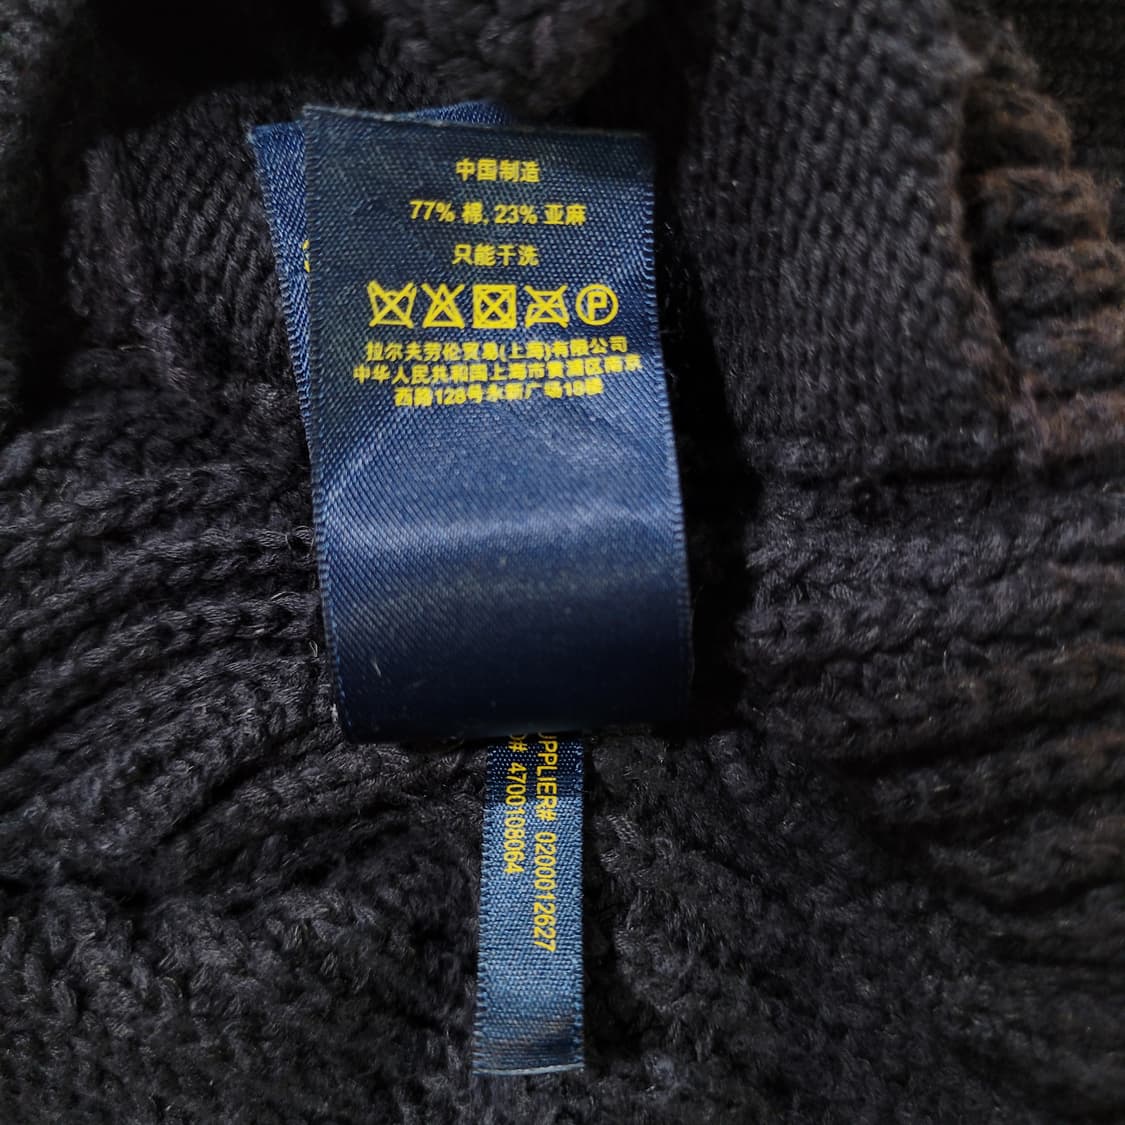 中国制造
77% 棉, 23% 亚麻
只能干洗
P
拉尔夫劳伦贸易(上海)有限公司
中华人民共和国上海市黄浦区南京
西路128号永新广场18楼
UPPLIER# 0200012627
O# 4700108064